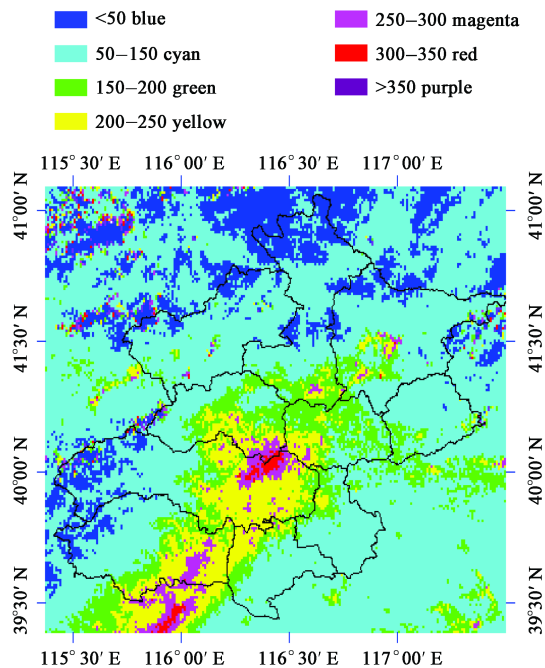 <50 blue
50–150 cyan
150–200 green
200–250 yellow
250–300 magenta
300–350 red
>350 purple
115° 30′ E 116° 00′ E 116° 30′ E 117° 00′ E
41° 00′ N 41° 00′ N
41° 30′ N 41° 30′ N
40° 00′ N 40° 00′ N
39° 30′ N 39° 30′ N
115° 30′ E 116° 00′ E 116° 30′ E 117° 00′ E